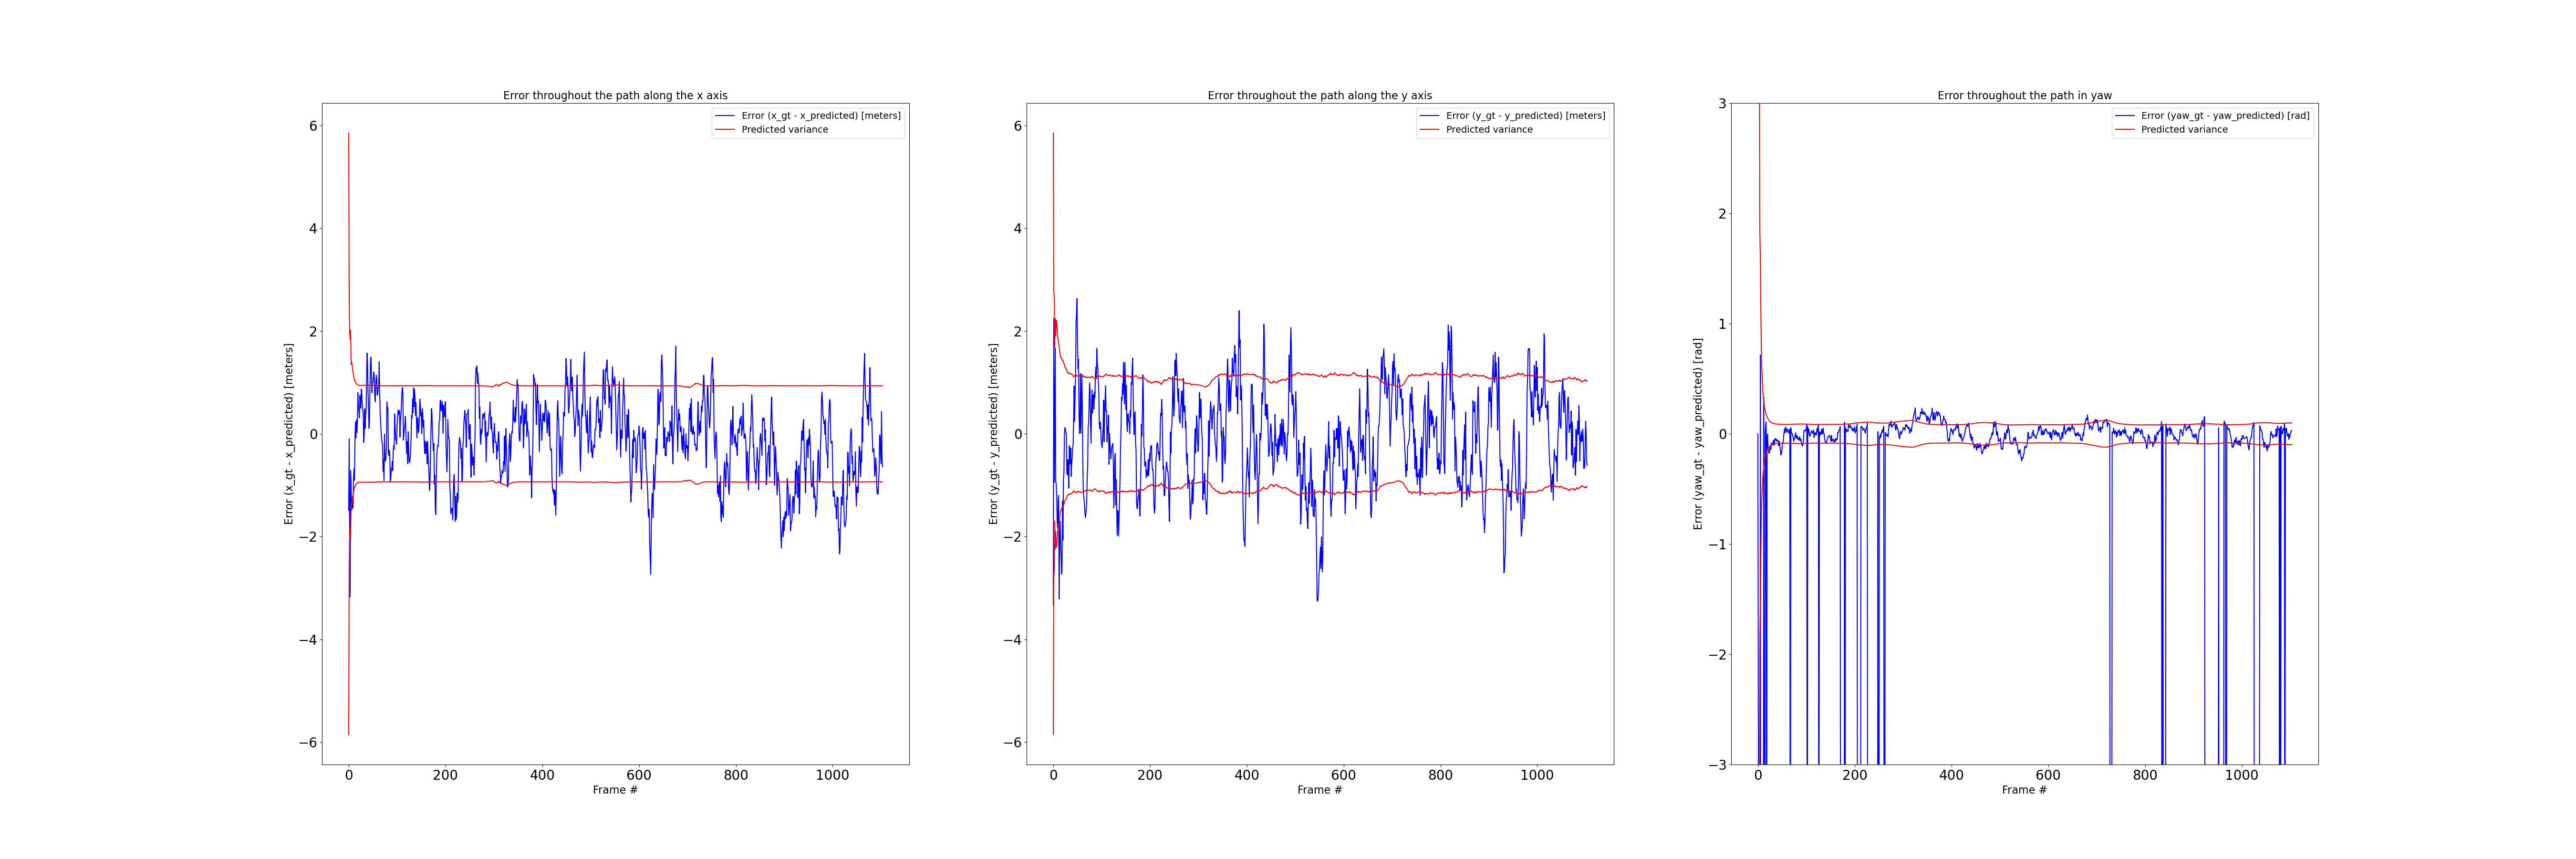 Error throughout the path along the x axis
Error (x_gt - x_predicted) [meters]
Predicted variance
6
4
2
0
−2
−4
−6
Error (x_gt - x_predicted) [meters]
0 200 400 600 800 1000
Frame #
Error throughout the path along the y axis
Error (y_gt - y_predicted) [meters]
Predicted variance
6
4
2
0
−2
−4
−6
Error (y_gt - y_predicted) [meters]
0 200 400 600 800 1000
Frame #
Error throughout the path in yaw
Error (yaw_gt - yaw_predicted) [rad]
Predicted variance
3
2
1
0
−1
−2
−3
Error (yaw_gt - yaw_predicted) [rad]
0 200 400 600 800 1000
Frame #